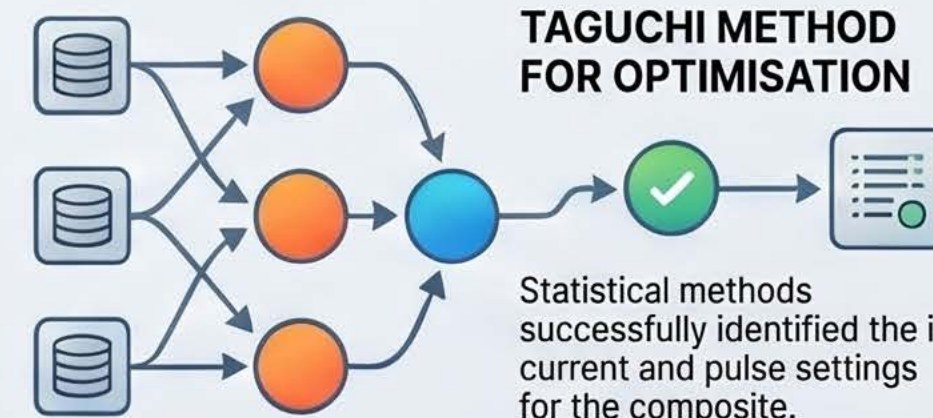 TAGUCHI METHOD
FOR OPTIMISATION
Statistical methods
successfully identified the
current and pulse settings
for the composite.